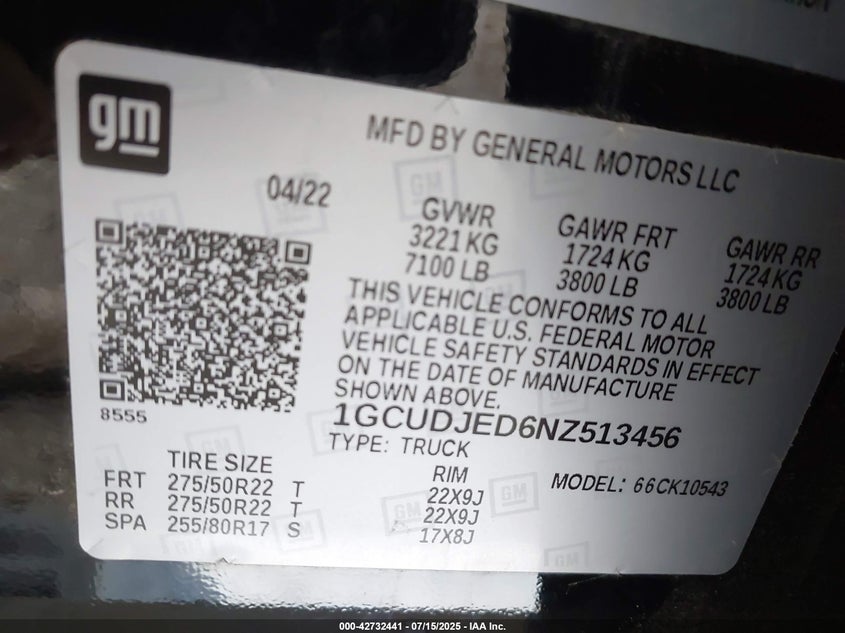 gm
MFD BY GENERAL MOTORS LLC
04/22
GVWR GAWR FRT GAWR RR
3221 KG 1724 KG 1724 KG
7100 LB 3800 LB 3800 LB
THIS VEHICLE CONFORMS TO ALL
APPLICABLE U.S. FEDERAL MOTOR
VEHICLE SAFETY STANDARDS IN EFFECT
ON THE DATE OF MANUFACTURE
SHOWN ABOVE.
8555
1GCUDJED6NZ513456
TYPE: TRUCK
TIRE SIZE RIM MODEL: 66CK10543
FRT 275/50R22 T 22X9J
RR 275/50R22 T 22X9J
SPA 255/80R17 S 17X8J
000-42732441 - 07/15/2025 - IAA Inc.